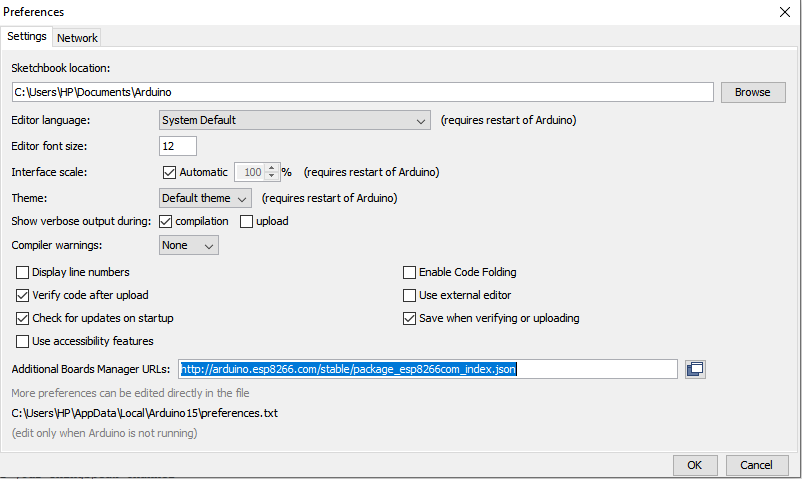 Preferences
Settings Network
Sketchbook location:
C:\Users\HP\Documents\Arduino Browse
Editor language: System Default (requires restart of Arduino)
Editor font size: 12
Interface scale: Automatic 100 % (requires restart of Arduino)
Theme: Default theme (requires restart of Arduino)
Show verbose output during: compilation upload
Compiler warnings: None
Display line numbers Enable Code Folding
Verify code after upload Use external editor
Check for updates on startup Save when verifying or uploading
Use accessibility features
Additional Boards Manager URLs: http://arduino.esp8266.com/stable/package_esp8266com_index.json
More preferences can be edited directly in the file
C:\Users\HP\AppData\Local\Arduino15\preferences.txt
(edit only when Arduino is not running)
OK Cancel